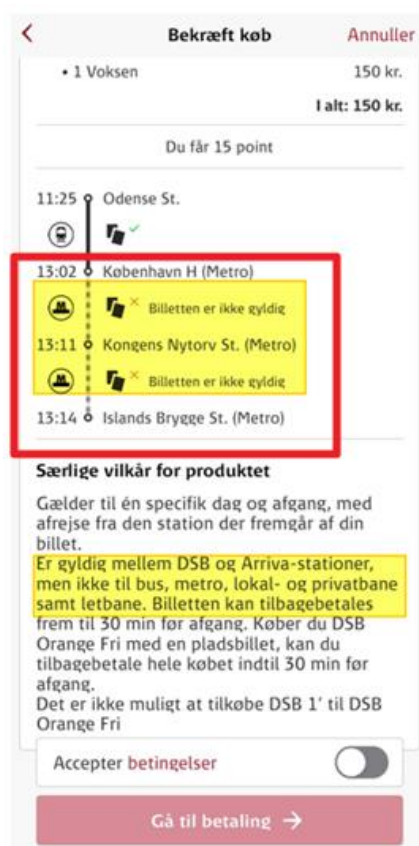 Bekræft køb
Annuller
• 1 Voksen
150 kr.
I alt: 150 kr.
Du får 15 point
11:25 Odense St.
13:02 København H (Metro)
Billetten er ikke gyldig
13:11 Kongens Nytorv St. (Metro)
Billetten er ikke gyldig
13:14 Islands Brygge St. (Metro)
Særlige vilkår for produktet
Gælder til én specifik dag og afgang, med
afrejse fra den station der fremgår af din
billet.
Er gyldig mellem DSB og Arriva-stationer,
men ikke til bus, metro, lokal- og privatbane
samt letbane. Billetten kan tilbagebetales
frem til 30 min før afgang. Køber du DSB
Orange Fri med en pladsbillet, kan du
tilbagebetale hele købet indtil 30 min før
afgang.
Det er ikke muligt at tilkøbe DSB 1' til DSB
Orange Fri
Accepter betingelser
Gå til betaling →